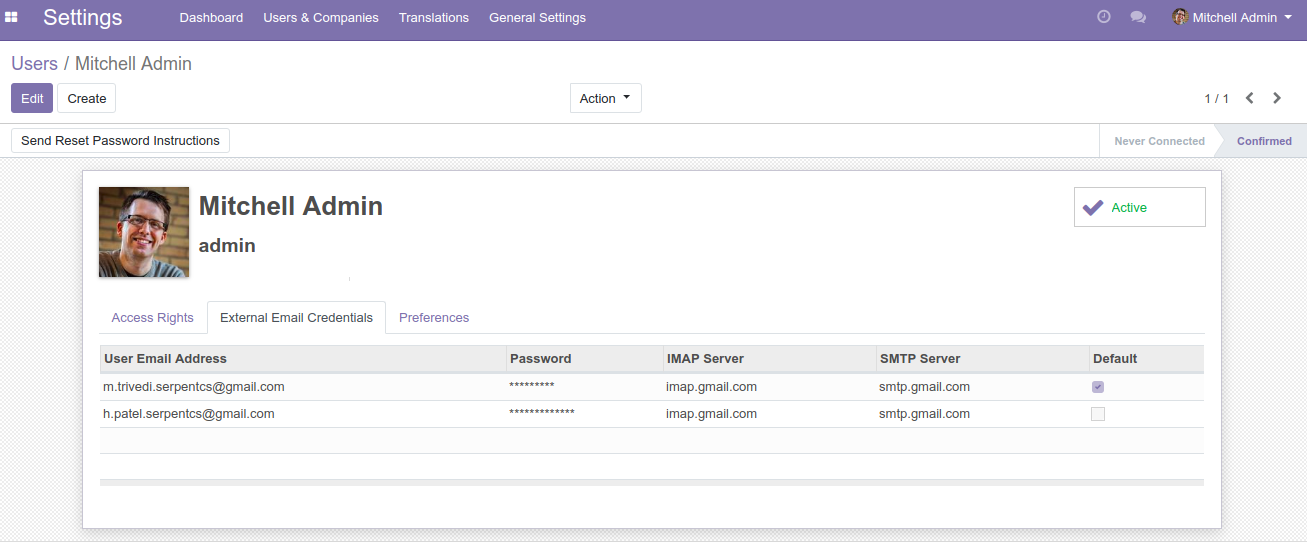 Settings Dashboard Users & Companies Translations General Settings Mitchell Admin
Users / Mitchell Admin
Edit Create Action 1 / 1
Send Reset Password Instructions Never Connected Confirmed
Mitchell Admin
Active
admin
Access Rights External Email Credentials Preferences
User Email Address Password IMAP Server SMTP Server Default
m.trivedi.serpentcs@gmail.com ********* imap.gmail.com smtp.gmail.com
h.patel.serpentcs@gmail.com ************* imap.gmail.com smtp.gmail.com